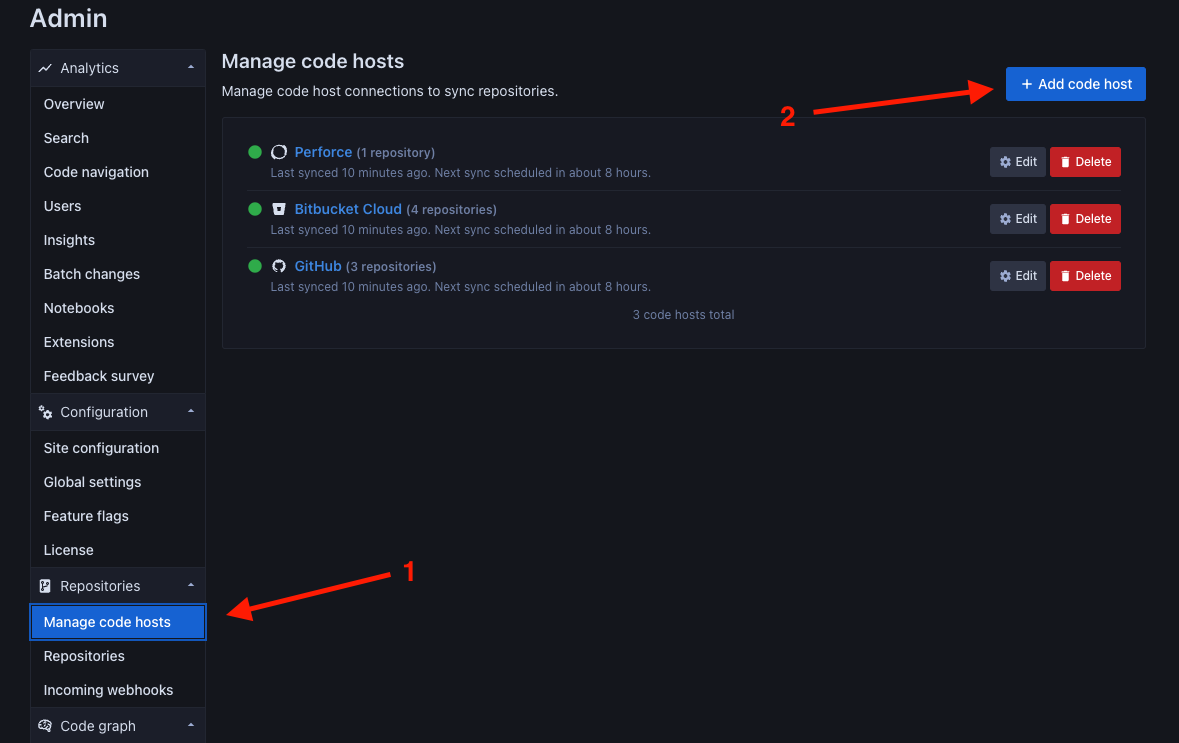 Admin
Analytics
Overview
Search
Code navigation
Users
Insights
Batch changes
Notebooks
Extensions
Feedback survey
Configuration
Site configuration
Global settings
Feature flags
License
Repositories
Manage code hosts
Repositories
Incoming webhooks
Code graph
Manage code hosts
Manage code host connections to sync repositories.
+ Add code host
2
Perforce (1 repository)
Last synced 10 minutes ago. Next sync scheduled in about 8 hours.
Edit Delete
Bitbucket Cloud (4 repositories)
Last synced 10 minutes ago. Next sync scheduled in about 8 hours.
Edit Delete
GitHub (3 repositories)
Last synced 10 minutes ago. Next sync scheduled in about 8 hours.
Edit Delete
3 code hosts total
1